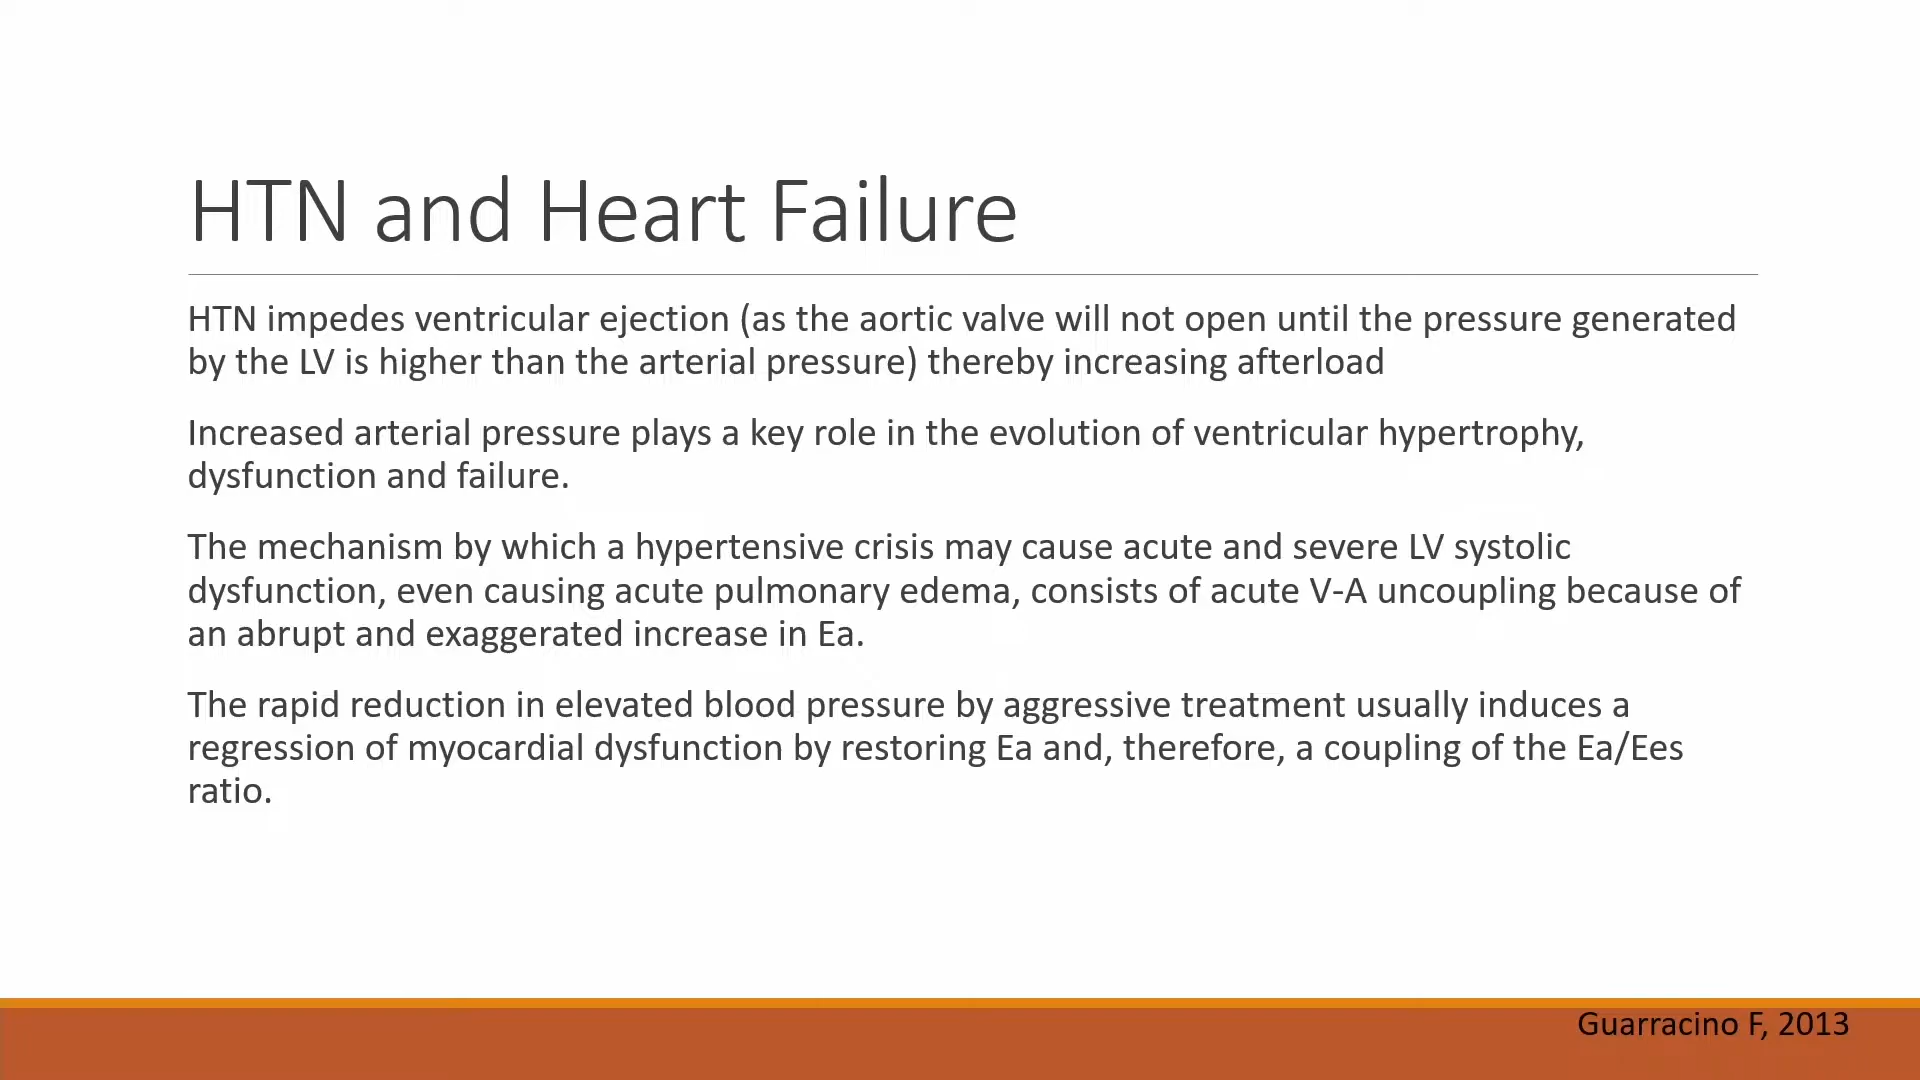 HTN and Heart Failure
HTN impedes ventricular ejection (as the aortic valve will not open until the pressure generated
by the LV is higher than the arterial pressure) thereby increasing afterload
Increased arterial pressure plays a key role in the evolution of ventricular hypertrophy,
dysfunction and failure.
The mechanism by which a hypertensive crisis may cause acute and severe LV systolic
dysfunction, even causing acute pulmonary edema, consists of acute V-A uncoupling because of
an abrupt and exaggerated increase in Ea.
The rapid reduction in elevated blood pressure by aggressive treatment usually induces a
regression of myocardial dysfunction by restoring Ea and, therefore, a coupling of the Ea/Ees
ratio.
Guarracino F, 2013